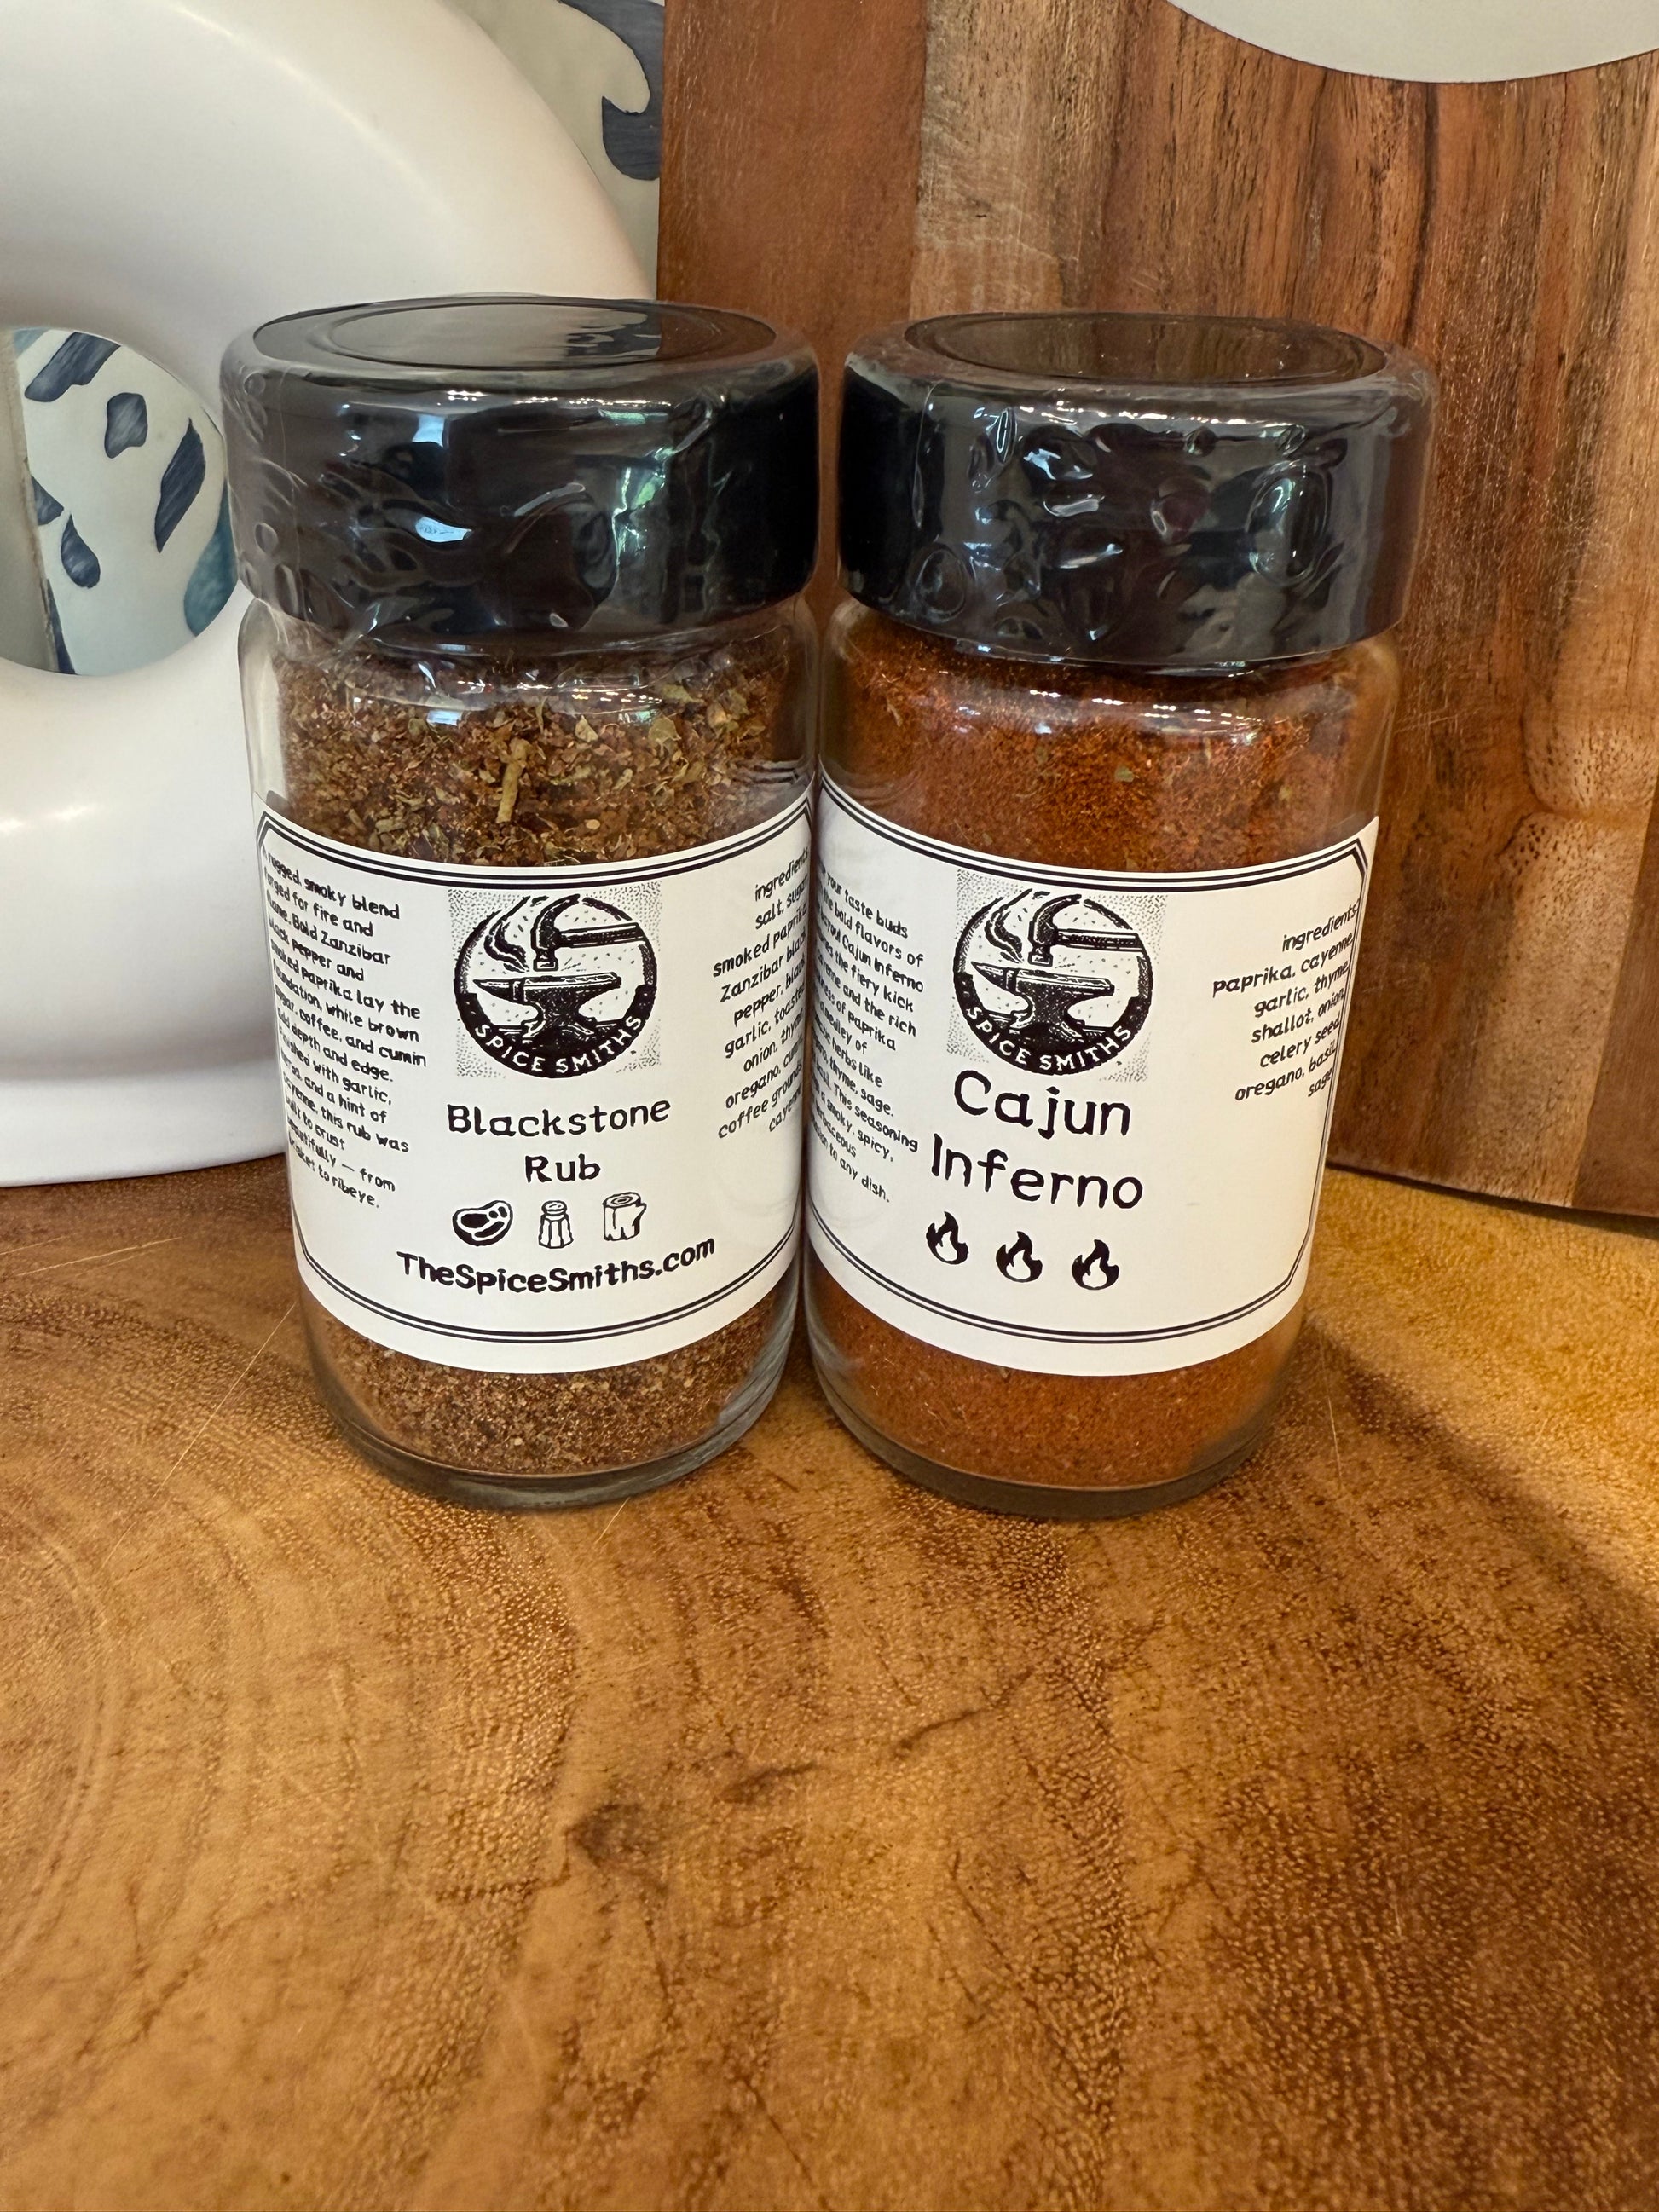 rugged, smoky blend
forged for fire and
flame. Bold Zanzibar
black pepper and
smoked paprika lay the
foundation, while brown
sugar, coffee, and cumin
add depth and edge.
with garlic,
and a hint of
cayenne, this rub was
built to crust
beautifully — from
brisket to ribeye.
SPICE SMITHS
Blackstone
Rub
TheSpiceSmiths.com
ingredients
salt, sugar
smoked paprika
Zanzibar black
pepper, black
garlic, toasted
onion, thyme
oregano, cumin
coffee grounds
cayenne
your taste buds
the bold flavors of
Cajun Inferno
the fiery kick
and the rich
of paprika
medley of
herbs like
thyme, sage,
This seasoning
smoky, spicy,
to any dish.
SPICE SMITHS
Cajun
Inferno
ingredients
paprika, cayenne
garlic, thyme
shallot, onion,
celery seed
oregano, basil,
sage